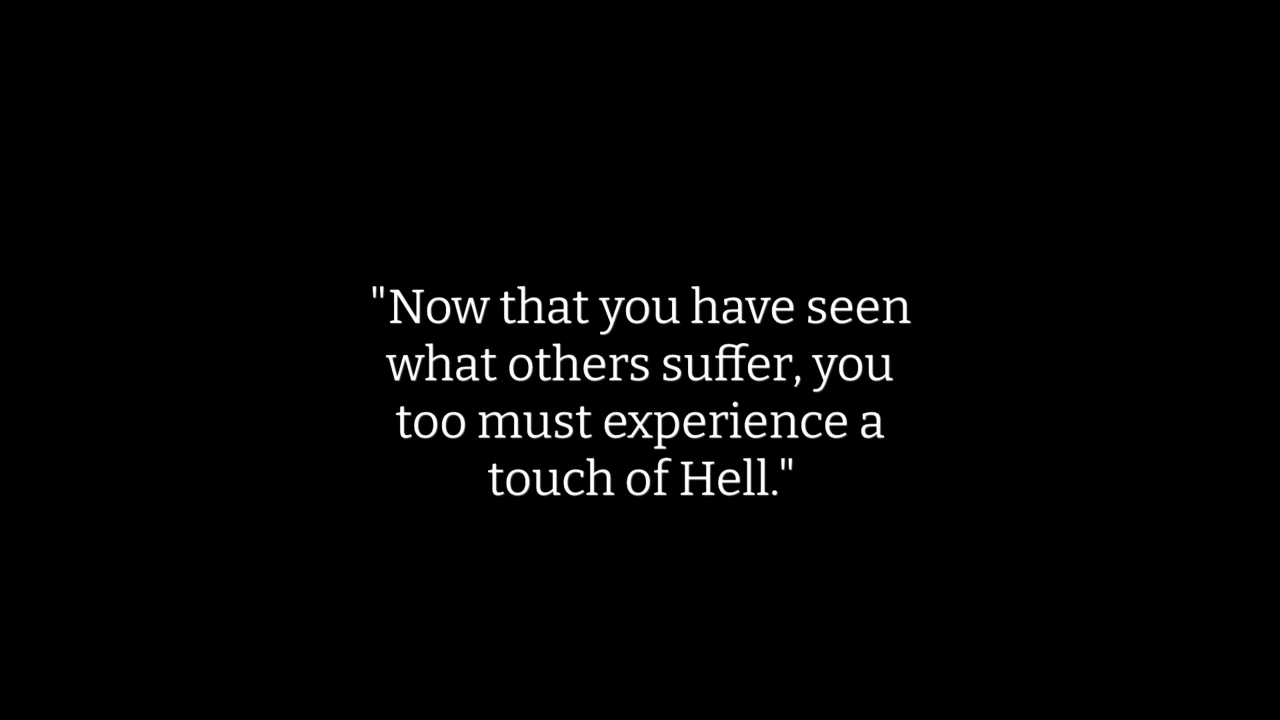 "Now that you have seen
what others suffer, you
too must experience a
touch of Hell."